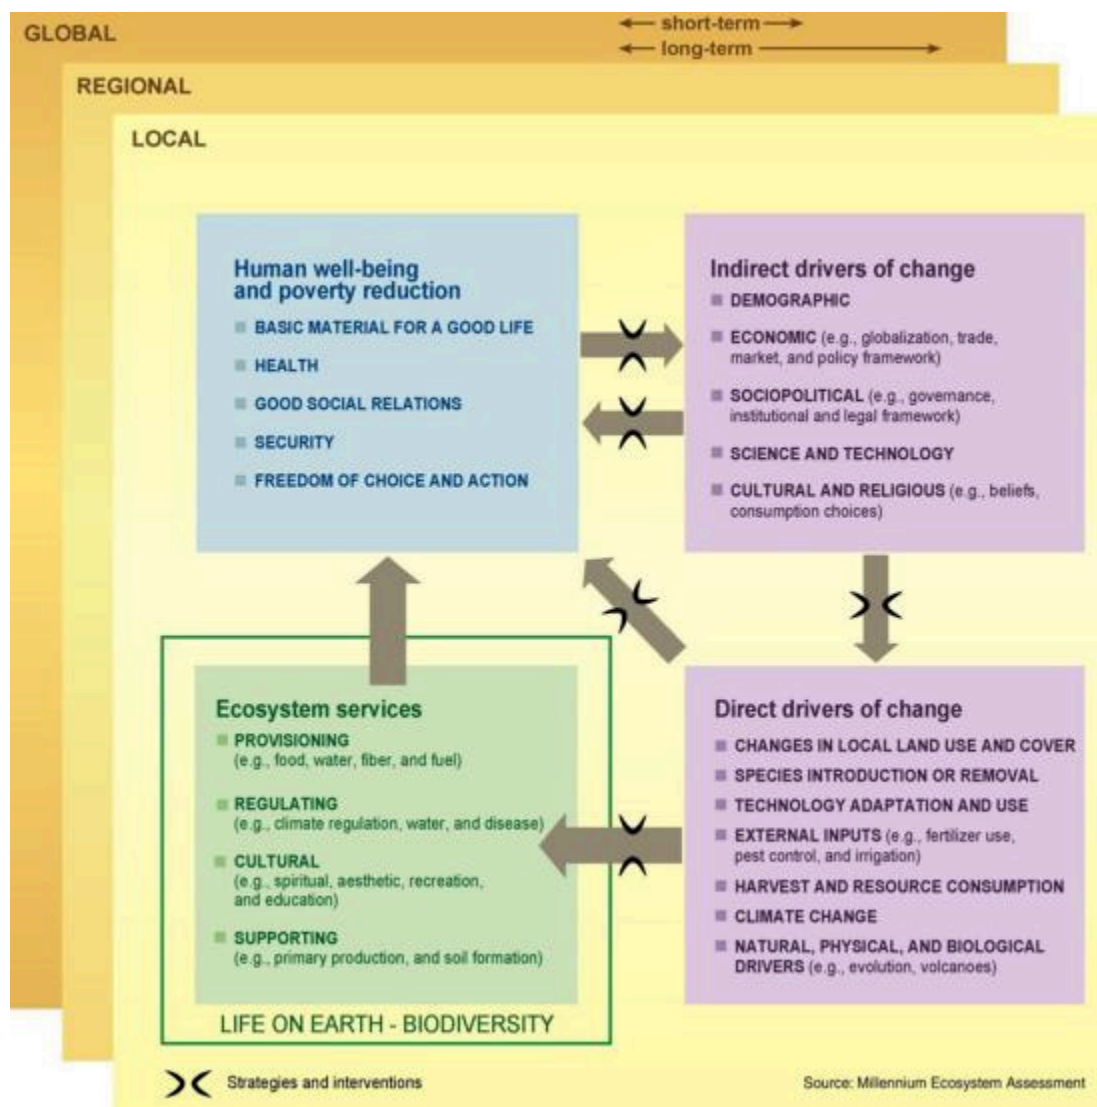 GLOBAL
short-term
long-term
REGIONAL
LOCAL
Human well-being
and poverty reduction
BASIC MATERIAL FOR A GOOD LIFE
HEALTH
GOOD SOCIAL RELATIONS
SECURITY
FREEDOM OF CHOICE AND ACTION
Indirect drivers of change
DEMOGRAPHIC
ECONOMIC (e.g., globalization, trade,
market, and policy framework)
SOCIOPOLITICAL (e.g., governance,
institutional and legal framework)
SCIENCE AND TECHNOLOGY
CULTURAL AND RELIGIOUS (e.g., beliefs,
consumption choices)
Ecosystem services
PROVISIONING
(e.g., food, water, fiber, and fuel)
REGULATING
(e.g., climate regulation, water, and disease)
CULTURAL
(e.g., spiritual, aesthetic, recreation,
and education)
SUPPORTING
(e.g., primary production, and soil formation)
LIFE ON EARTH - BIODIVERSITY
Direct drivers of change
CHANGES IN LOCAL LAND USE AND COVER
SPECIES INTRODUCTION OR REMOVAL
TECHNOLOGY ADAPTATION AND USE
EXTERNAL INPUTS (e.g., fertilizer use,
pest control, and irrigation)
HARVEST AND RESOURCE CONSUMPTION
CLIMATE CHANGE
NATURAL, PHYSICAL, AND BIOLOGICAL
DRIVERS (e.g., evolution, volcanoes)
Strategies and interventions
Source: Millennium Ecosystem Assessment